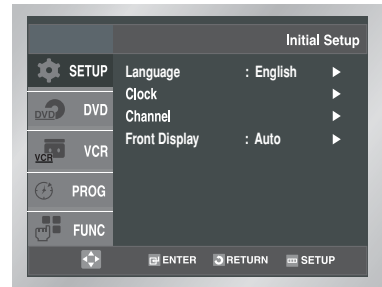 Initial Setup
SETUP
DVD DVD
VCR VCR
PROG
FUNC
Language : English ►
Clock ►
Channel ►
Front Display : Auto ►
ENTER RETURN SETUP